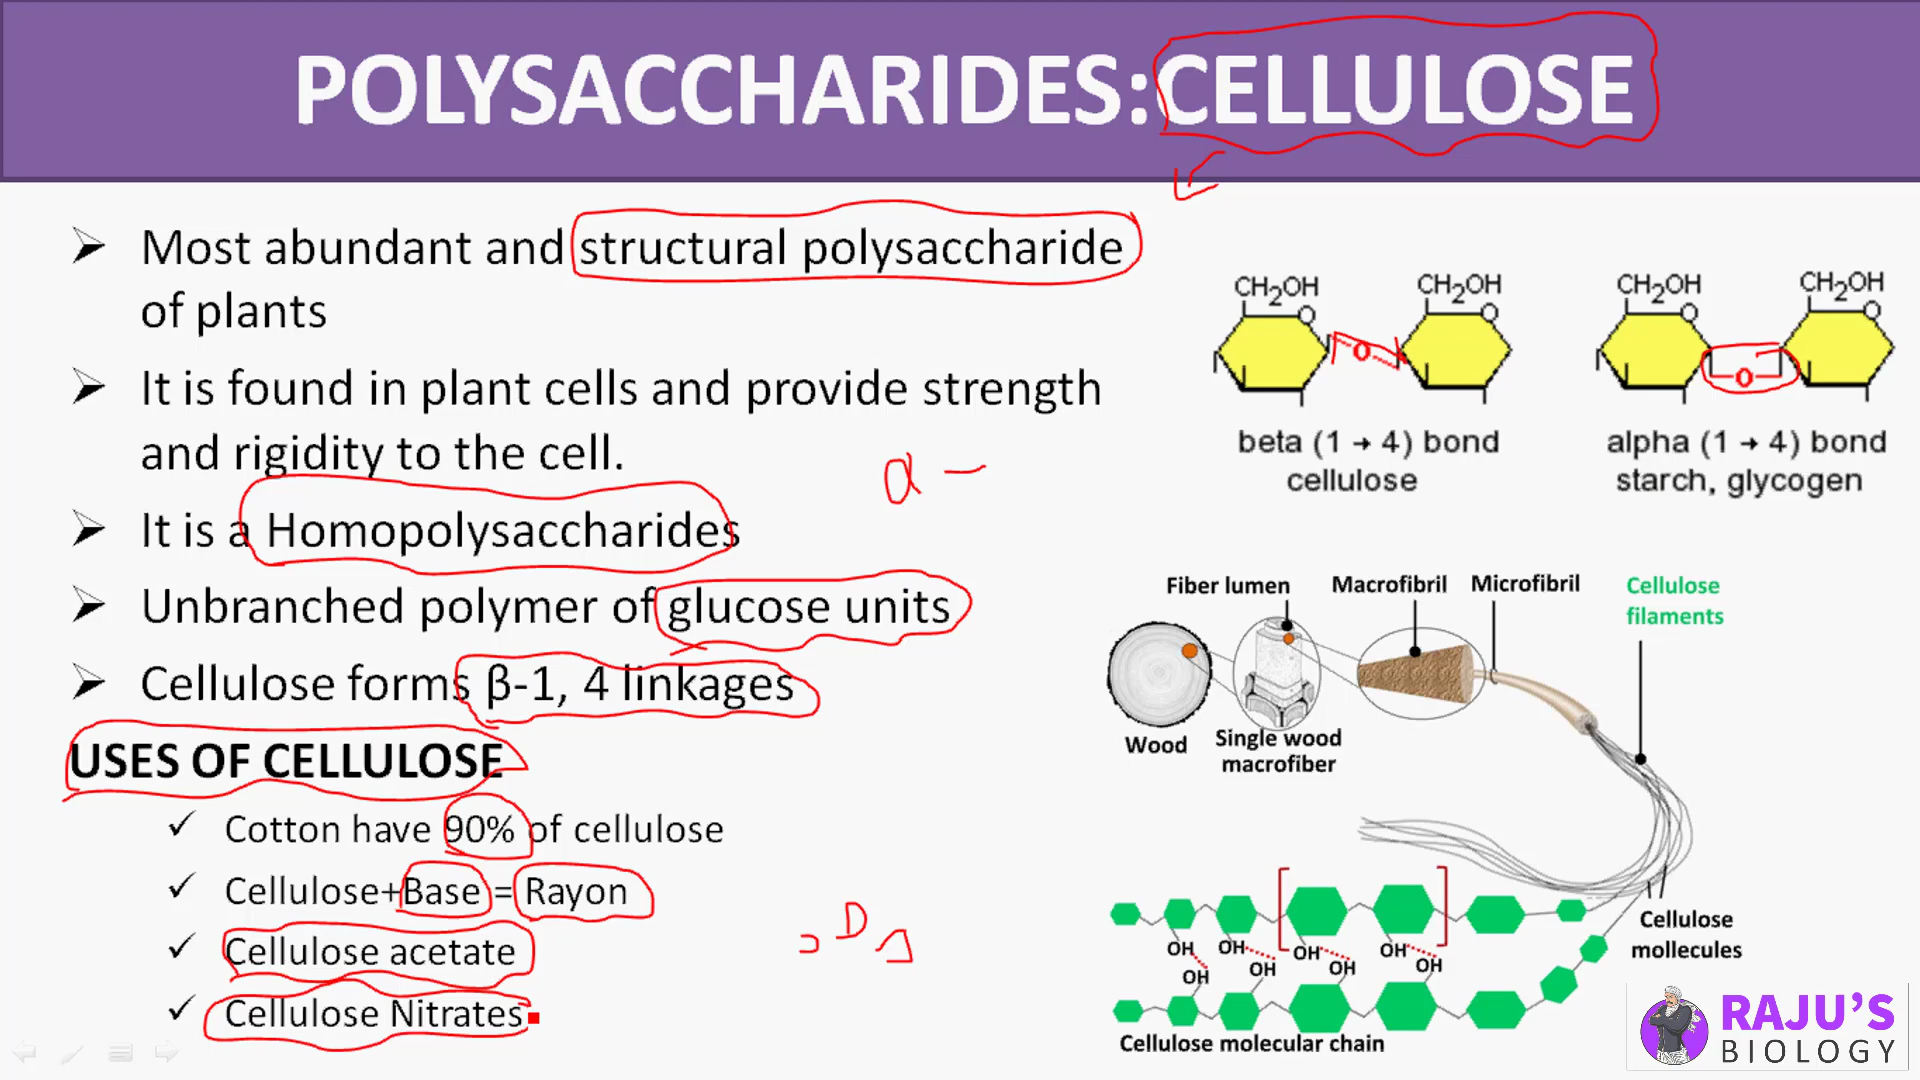 POLYSACCHARIDES:CELLULOSE
Most abundant and structural polysaccharide
of plants
It is found in plant cells and provide strength
and rigidity to the cell.
It is a Homopolysaccharides
Unbranched polymer of glucose units
Cellulose forms β-1, 4 linkages
USES OF CELLULOSE
Cotton have 90% of cellulose
Cellulose+Base = Rayon
Cellulose acetate
Cellulose Nitrates
α –
CH₂OH CH₂OH CH₂OH CH₂OH
O O O O
O O
beta (1 → 4) bond
cellulose
alpha (1 → 4) bond
starch, glycogen
Fiber lumen Macrofibril Microfibril Cellulose
filaments
Wood Single wood
macrofiber
OH OH OH OH
OH OH OH OH
Cellulose
mollecules
Cellulose molecular chain
RAJU'S
BIOLOGY